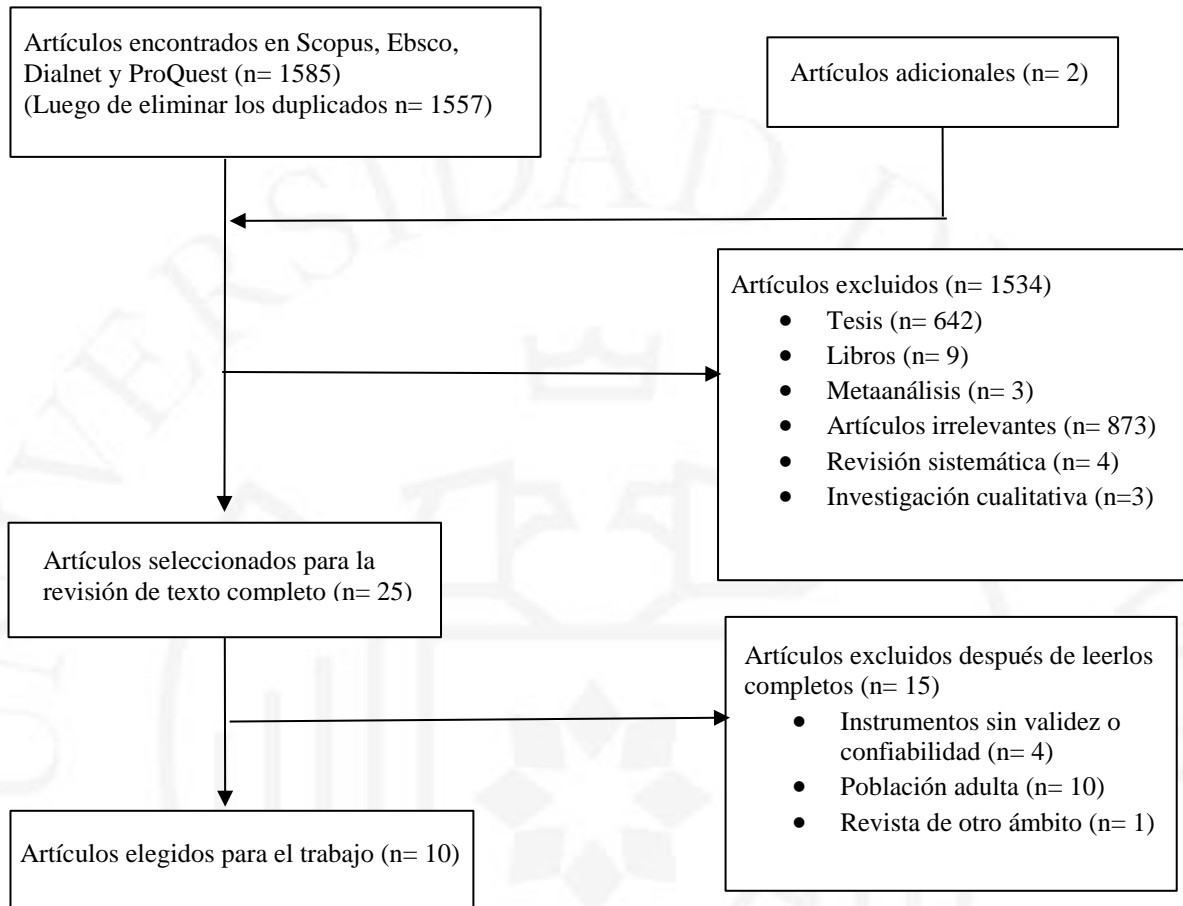 Artículos encontrados en Scopus, Ebsco,
Dialnet y ProQuest (n= 1585)
(Luego de eliminar los duplicados n= 1557)
Artículos adicionales (n= 2)
Artículos excluidos (n= 1534)
• Tesis (n= 642)
• Libros (n= 9)
• Metaanálisis (n= 3)
• Artículos irrelevantes (n= 873)
• Revisión sistemática (n= 4)
• Investigación cualitativa (n=3)
Artículos seleccionados para la
revisión de texto completo (n= 25)
Artículos excluidos después de leerlos
completos (n= 15)
• Instrumentos sin validez o
confiabilidad (n= 4)
• Población adulta (n= 10)
• Revista de otro ámbito (n= 1)
Artículos elegidos para el trabajo (n= 10)